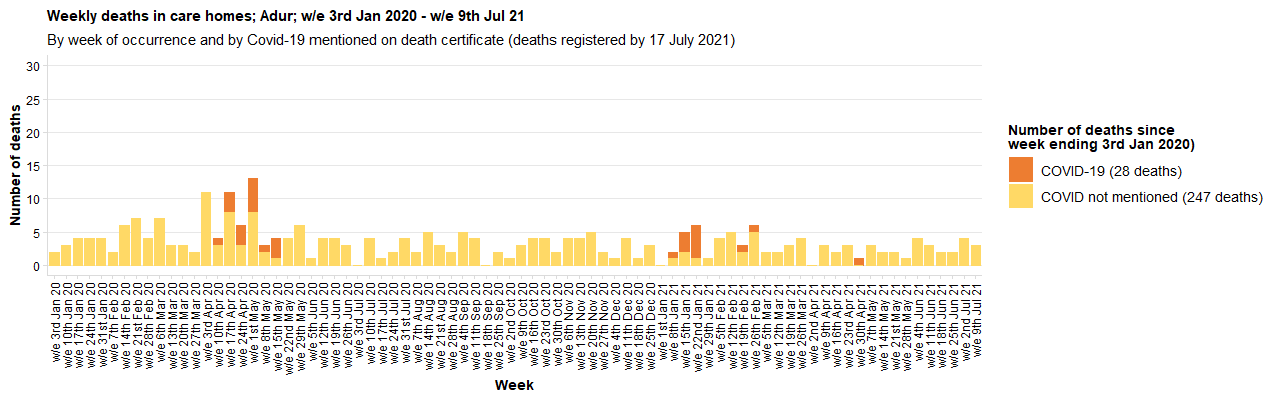 Weekly deaths in care homes; Adur; w/e 3rd Jan 2020 - w/e 9th Jul 21
By week of occurrence and by Covid-19 mentioned on death certificate (deaths registered by 17 July 2021)
Number of deaths
30
25
20
15
10
5
0
w/e 3rd Jan 20
w/e 10th Jan 20
w/e 17th Jan 20
w/e 24th Jan 20
w/e 31st Jan 20
w/e 7th Feb 20
w/e 14th Feb 20
w/e 21st Feb 20
w/e 28th Feb 20
w/e 6th Mar 20
w/e 13th Mar 20
w/e 20th Mar 20
w/e 27th Mar 20
w/e 3rd Apr 20
w/e 10th Apr 20
w/e 17th Apr 20
w/e 24th Apr 20
w/e 1st May 20
w/e 8th May 20
w/e 15th May 20
w/e 22nd May 20
w/e 29th May 20
w/e 5th Jun 20
w/e 12th Jun 20
w/e 19th Jun 20
w/e 26th Jun 20
w/e 3rd Jul 20
w/e 10th Jul 20
w/e 17th Jul 20
w/e 24th Jul 20
w/e 31st Jul 20
w/e 7th Aug 20
w/e 14th Aug 20
w/e 21st Aug 20
w/e 28th Aug 20
w/e 4th Sep 20
w/e 11th Sep 20
w/e 18th Sep 20
w/e 25th Sep 20
w/e 2nd Oct 20
w/e 9th Oct 20
w/e 16th Oct 20
w/e 23rd Oct 20
w/e 30th Oct 20
w/e 6th Nov 20
w/e 13th Nov 20
w/e 20th Nov 20
w/e 27th Nov 20
w/e 4th Dec 20
w/e 11th Dec 20
w/e 18th Dec 20
w/e 25th Dec 20
w/e 1st Jan 21
w/e 8th Jan 21
w/e 15th Jan 21
w/e 22nd Jan 21
w/e 29th Jan 21
w/e 5th Feb 21
w/e 12th Feb 21
w/e 19th Feb 21
w/e 26th Feb 21
w/e 5th Mar 21
w/e 12th Mar 21
w/e 19th Mar 21
w/e 26th Mar 21
w/e 2nd Apr 21
w/e 9th Apr 21
w/e 16th Apr 21
w/e 23rd Apr 21
w/e 30th Apr 21
w/e 7th May 21
w/e 14th May 21
w/e 21st May 21
w/e 28th May 21
w/e 4th Jun 21
w/e 11th Jun 21
w/e 18th Jun 21
w/e 25th Jun 21
w/e 2nd Jul 21
w/e 9th Jul 21
Week
Number of deaths since
week ending 3rd Jan 2020)
COVID-19 (28 deaths)
COVID not mentioned (247 deaths)